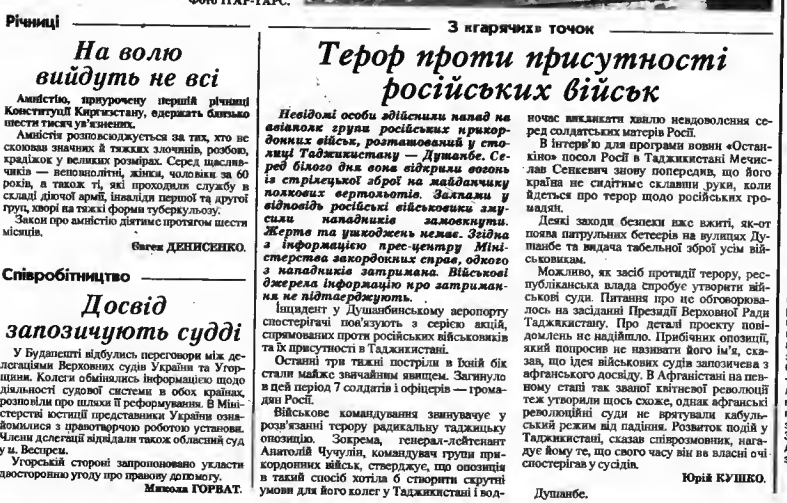 Фото ІТАР-ТАРС.
Річниці
На волю
вийдуть не всі
Амністію, приурочену першій річниці
Конституції Киргизстану, одержать близько
шести тисяч ув'язнених.
Амністія розповсюджується за тих, хто не
скоював значних й тяжких злочинів, розбою,
крадіжок у великих розмірах. Серед щаслив-
чиків — неповнолітні, жінки, чоловіки за 60
років, а також ті, які проходили службу в
складі діючої армії, інваліди першої та другої
груп, хворі на тяжкі форми туберкульозу.
Закон про амністію діятиме протягом шести
місяців.
Євген ДЕНИСЕНКО.
Співробітництво
Досвід
запозичують судді
У Будапешті відбулись переговори між де-
легаціями Верховних судів України та Угор-
щини. Колеги обмінялись інформацією щодо
діяльності судової системи в обох країнах,
розповіли про шляхи її реформування. В Міні-
стерстві юстиції представники України озна-
йомилися з правотворчою роботою установи.
Члени делегації відвідали також обласний суд
у м. Веспрем.
Угорській стороні запропоновано укласти
двосторонню угоду про правову допомогу.
Микола ГОРВАТ.
З «гарячих» точок
Терор проти присутності
російських військ
Невідомі особи здійснили напад на
авіаполк групи російських прикор-
донних військ, розташований у сто-
лиці Таджикистану — Душанбе. Се-
ред білого дня вона відкрили вогонь
із стрілецької зброї на майданчику
полкових вертольотів. Залпами у
відповідь російські військовики зму-
сили нападників замовкнути.
Жертв та ушкоджень немає. Згідно
з інформацією прес-центру Міні-
стерства закордонних справ, одного
з нападників затримано. Військові
джерела інформацію про затриман-
ня не підтверджують.
Інцидент у Душанбинському аеропорту
спостерігачі пов'язують з серією акцій,
спрямованих проти російських військовиків
та їх присутності в Таджикистані.
Останні три тижні постріли в їхній бік
стали майже звичайним явищем. Загинуло
в цей період 7 солдатів і офіцерів — грома-
дян Росії.
Військове командування звинувачує у
розв'язанні терору радикальну таджицьку
опозицію. Зокрема, генерал-лейтенант
Анатолій Чучулін, командувач групи при-
кордонних військ, стверджує, що опозиція
в такий спосіб хотіла б створити скрутні
умови для його колег у Таджикистані і вод-
ночас викликати хвилю невдоволення се-
ред солдатських матерів Росії.
В інтерв'ю для програми вовни «Остан-
кіно» посол Росії в Таджикистані Мечис-
лав Сенкевич знову попередив, що його
країна не сидітиме склавши руки, коли
йдеться про терор щодо російських гро-
мадян.
Деякі заходи безпеки вже вжиті, як-от
поява патрульних бетеерів на вулицях Ду-
шанбе та видача табельної зброї усім вій-
ськовикам.
Можливо, як засіб протидії терору, рес-
публіканська влада спробує утворити вій-
ськові суди. Питання про це обговорюва-
лось на засіданні Президії Верховної Ради
Таджикистану. Про деталі проекту пові-
домлень не надійшло. Прибічник опозиції,
який попросив не називати його ім'я, ска-
зав, що ідея військових судів запозичена з
афганського досвіду. В Афганістані на пев-
ному етапі так званої квітневої революції
теж утворили щось схоже, однак афганські
революційні суди не врятували кабуль-
ський режим від падіння. Розвиток подій у
Таджикистані, сказав співрозмовник, нага-
дує йому те, що свого часу він на власні очі
спостерігав у сусідів.
Юрій КУШКО.
Душанбе.